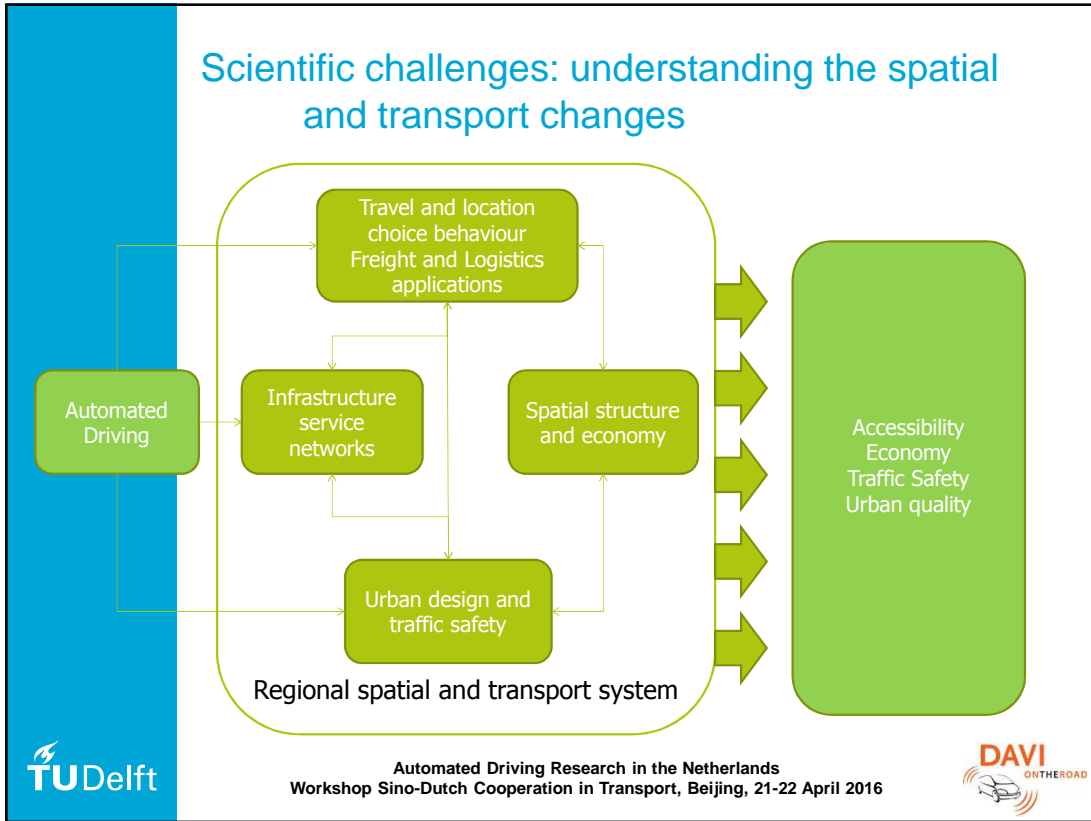 Scientific challenges: understanding the spatial
and transport changes
Travel and location
choice behaviour
Freight and Logistics
applications
Automated
Driving
Infrastructure
service
networks
Spatial structure
and economy
Accessibility
Economy
Traffic Safety
Urban quality
Urban design and
traffic safety
Regional spatial and transport system
TUDelft
Automated Driving Research in the Netherlands
Workshop Sino-Dutch Cooperation in Transport, Beijing, 21-22 April 2016
DAVI
ONTHEROAD